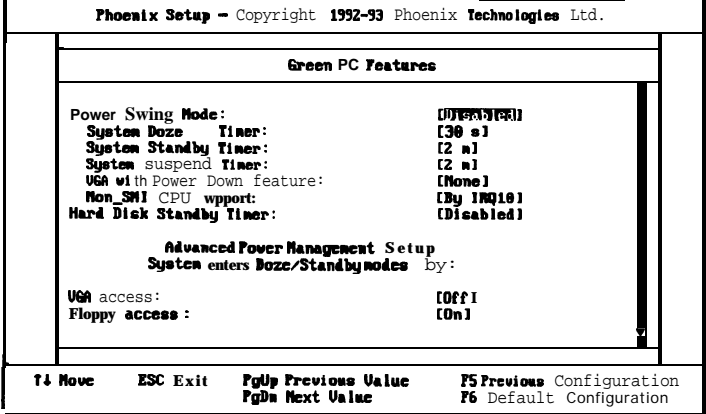 Phoenix Setup – Copyright 1992-93 Phoenix Technologies Ltd.
Green PC Features
Power Swing Mode: [Disabled]
System Doze Timer: [30 s]
System Standby Timer: [2 m]
System suspend Timer: [2 m]
VGA with Power Down feature: [None]
Non_SMI CPU wpport: [By IRQ10]
Hard Disk Standby Timer: [Disabled]
Advanced Power Management Setup
System enters Doze/Standby modes by:
VGA access: [Off I
Floppy access : [On]
↑↓ Move ESC Exit PgUp Previous Value F5 Previous Configuration
PgDn Next Value F6 Default Configuration